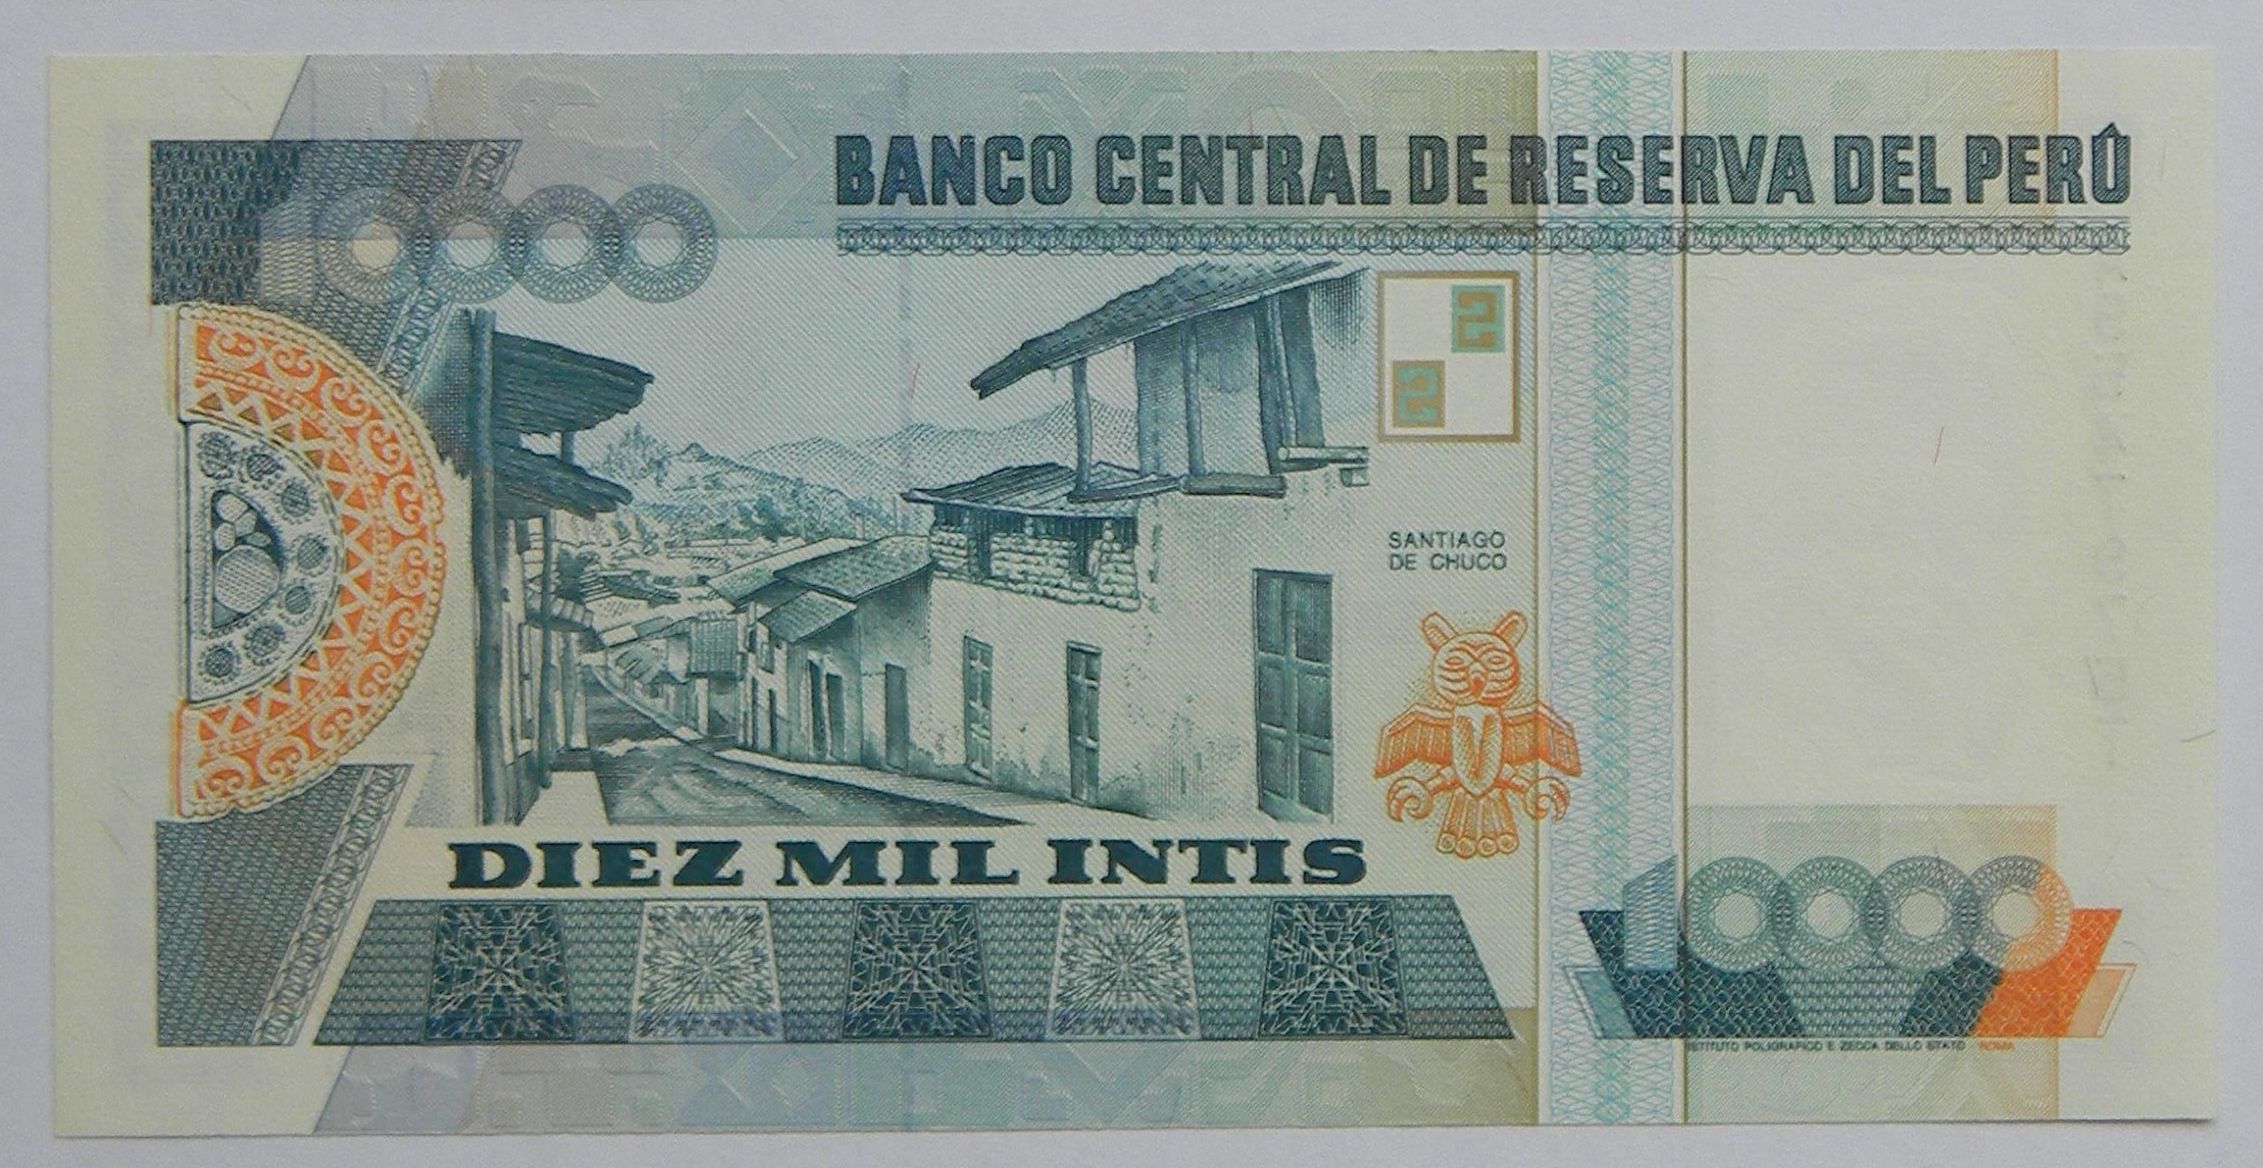 BANCO CENTRAL DE RESERVA DEL PERÚ
10000
SANTIAGO
DE CHUCO
DIEZ MIL INTIS
10000
ISTITUTO POLIGRAFICO E ZECCA DELLO STATO ROMA